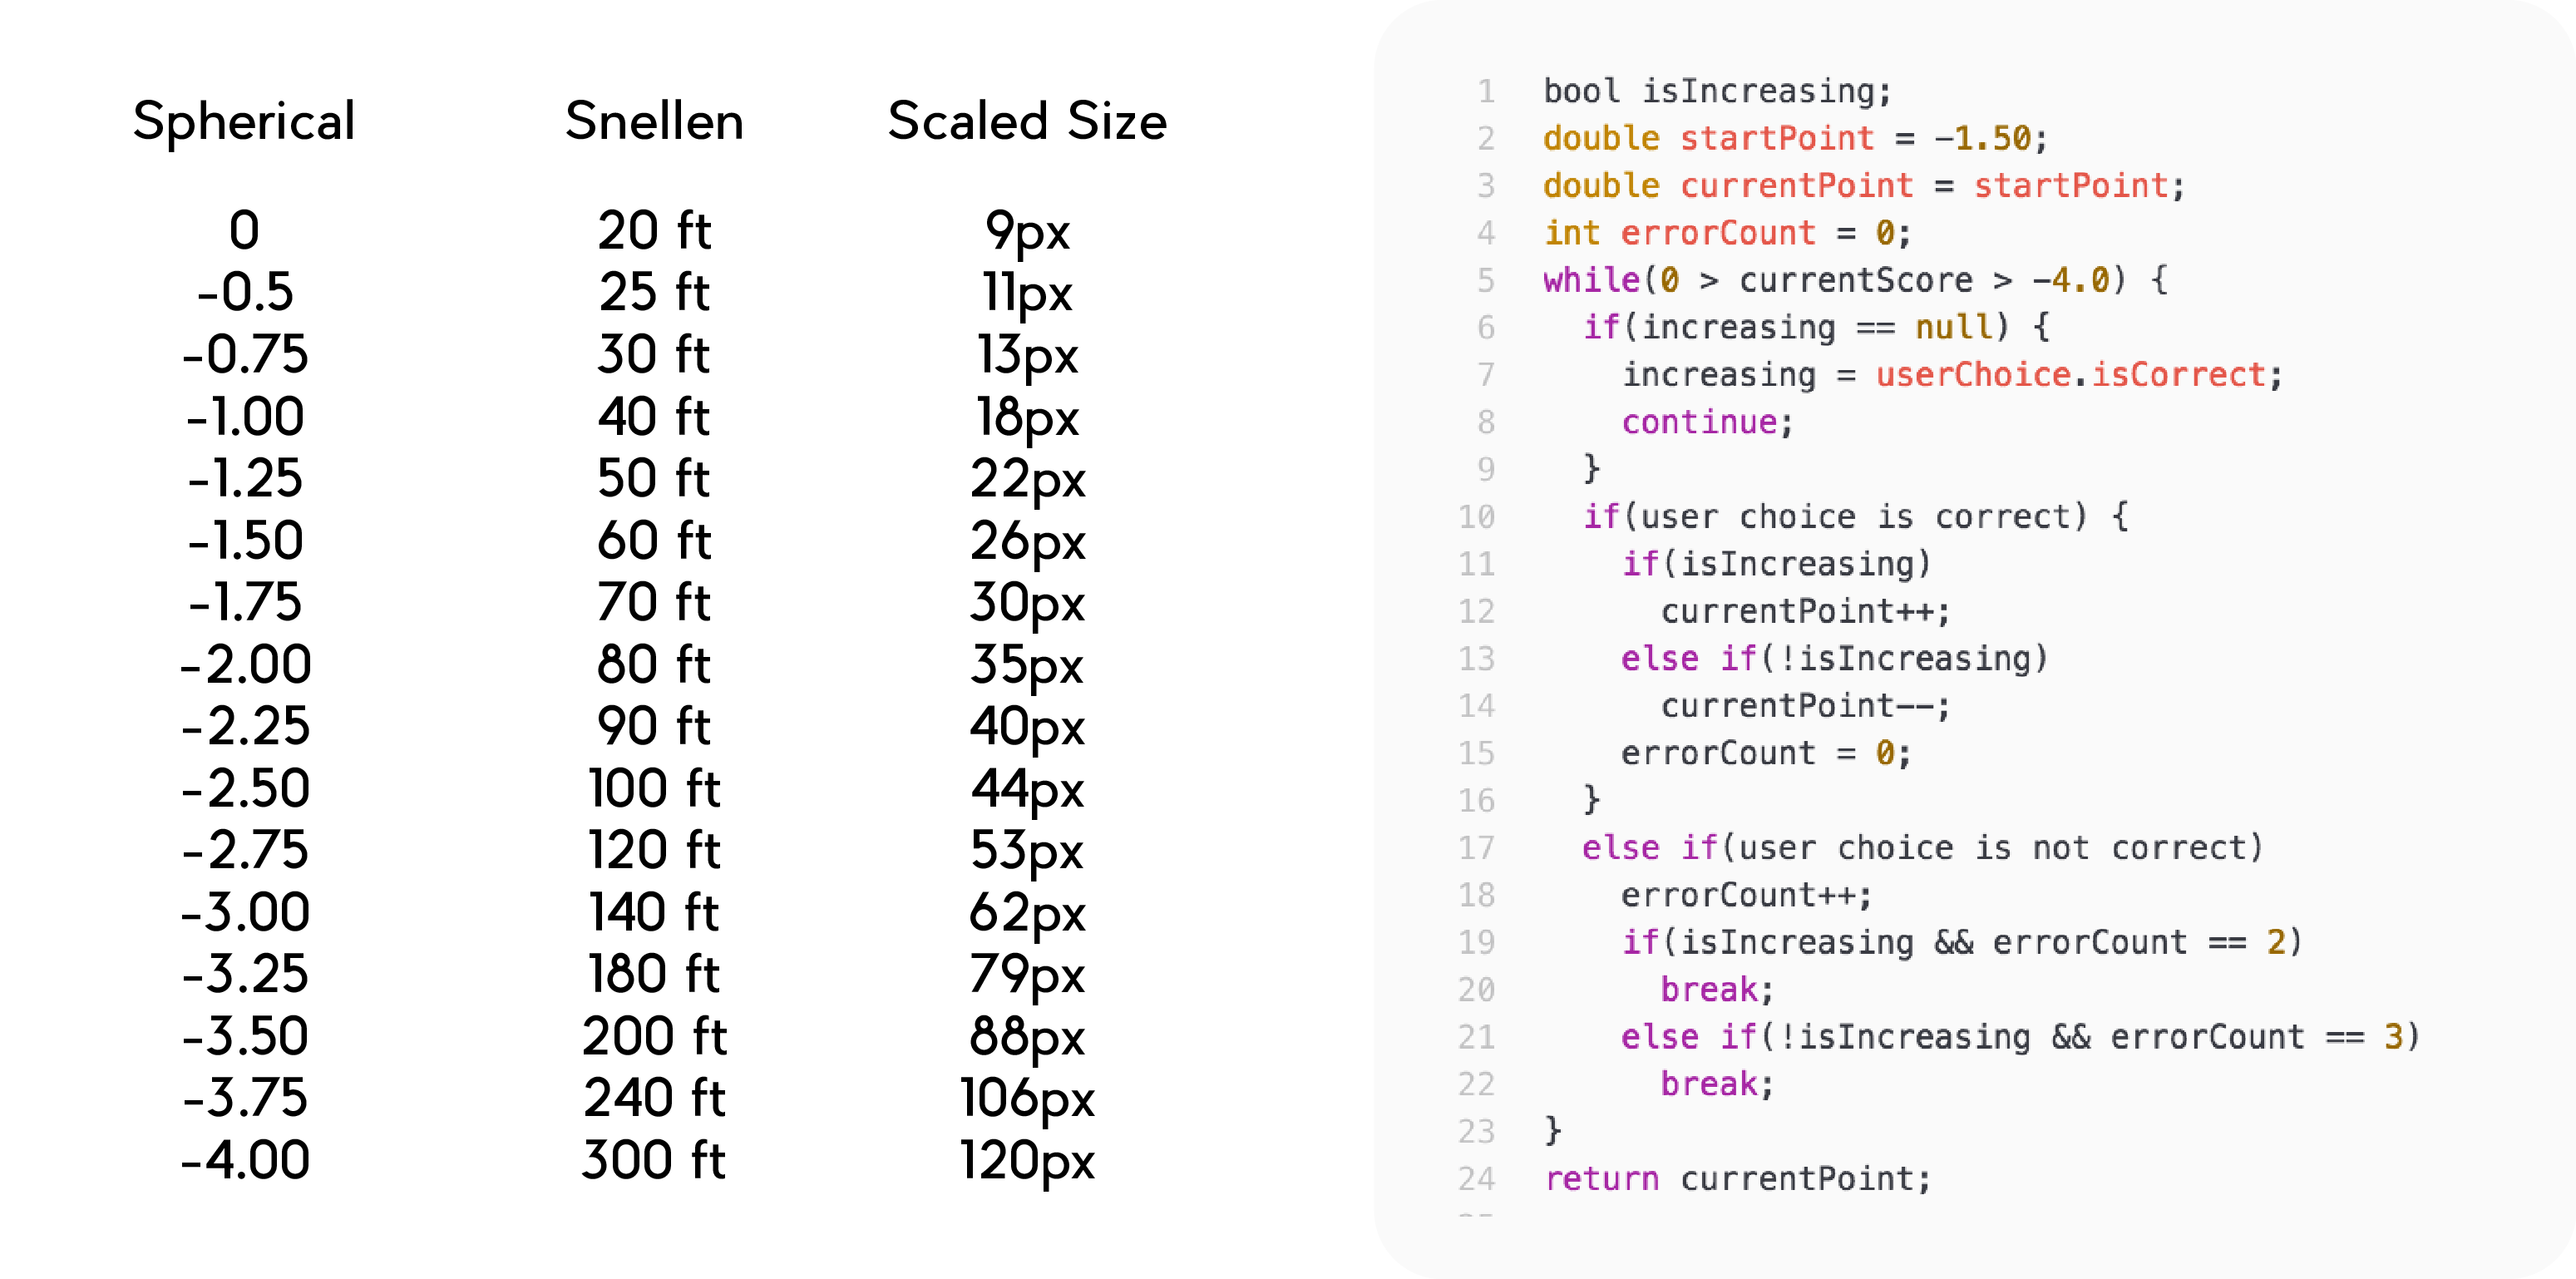 Spherical Snellen Scaled Size
0 20 ft 9px
-0.5 25 ft 11px
-0.75 30 ft 13px
-1.00 40 ft 18px
-1.25 50 ft 22px
-1.50 60 ft 26px
-1.75 70 ft 30px
-2.00 80 ft 35px
-2.25 90 ft 40px
-2.50 100 ft 44px
-2.75 120 ft 53px
-3.00 140 ft 62px
-3.25 180 ft 79px
-3.50 200 ft 88px
-3.75 240 ft 106px
-4.00 300 ft 120px
1 bool isIncreasing;
2 double startPoint = -1.50;
3 double currentPoint = startPoint;
4 int errorCount = 0;
5 while(0 > currentScore > -4.0) {
6 if(increasing == null) {
7 increasing = userChoice.isCorrect;
8 continue;
9 }
10 if(user choice is correct) {
11 if(isIncreasing)
12 currentPoint++;
13 else if(!isIncreasing)
14 currentPoint--;
15 errorCount = 0;
16 }
17 else if(user choice is not correct)
18 errorCount++;
19 if(isIncreasing && errorCount == 2)
20 break;
21 else if(!isIncreasing && errorCount == 3)
22 break;
23 }
24 return currentPoint;